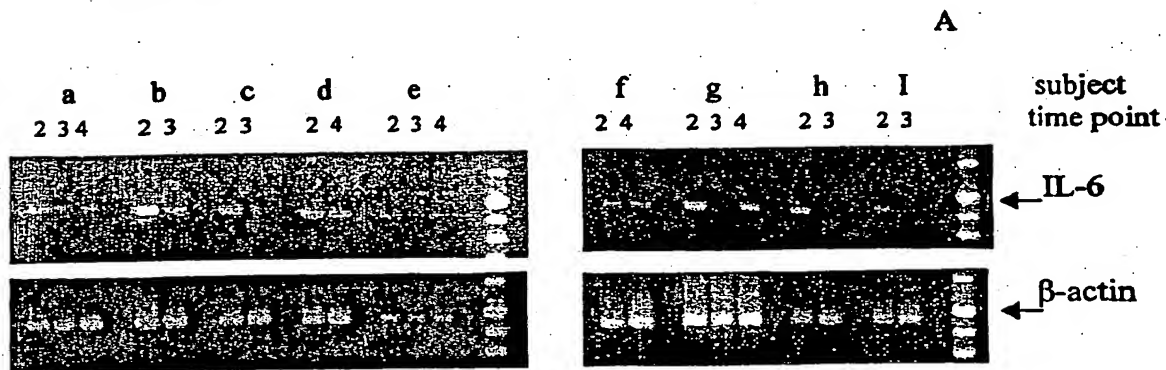 A
a b c d e f g h I subject
2 3 4 2 3 2 3 2 4 2 3 4 2 4 2 3 4 2 3 2 3 time point
IL-6
β-actin